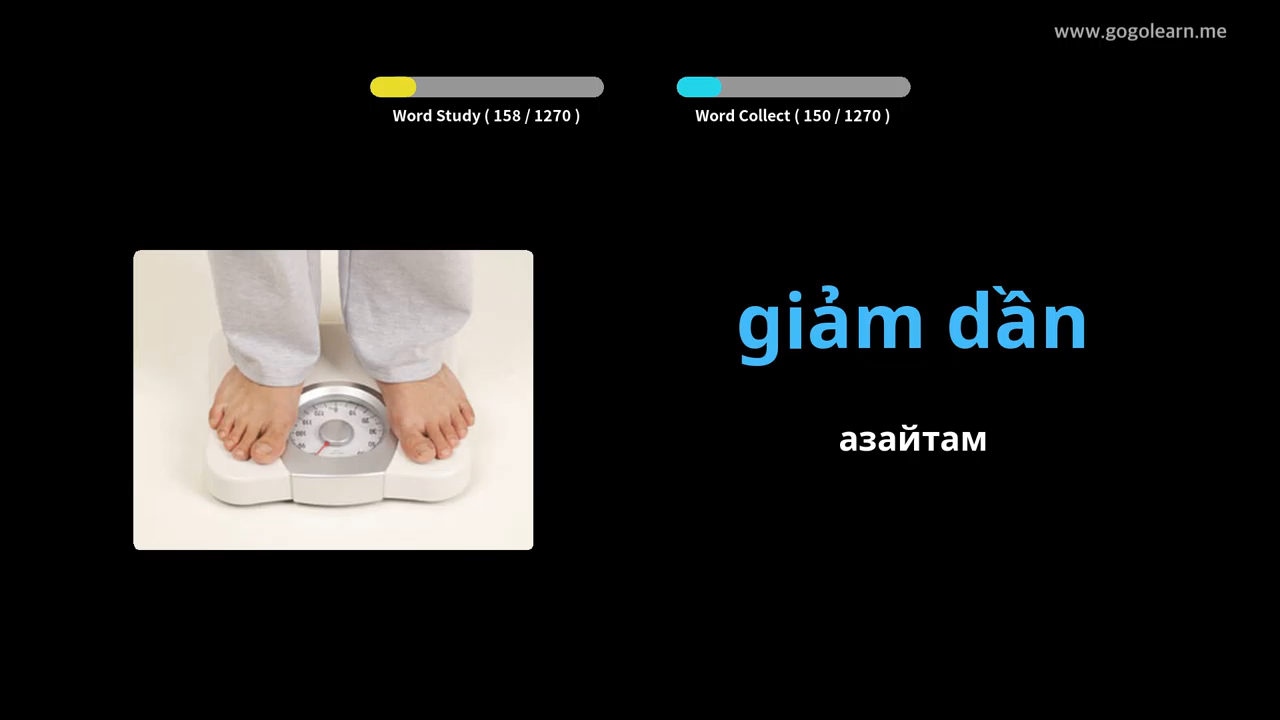 www.gogolearn.me
Word Study ( 158 / 1270 )
Word Collect ( 150 / 1270 )
giảm dần
азайтам